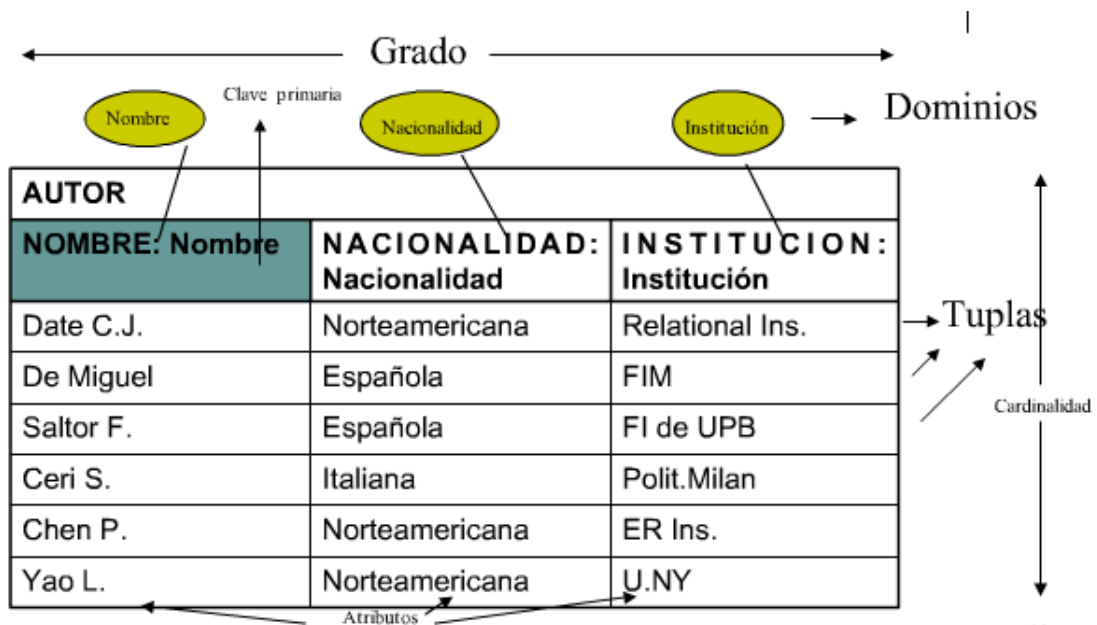 Grado
Clave primaria
Nombre
Nacionalidad
Institución
Dominios
AUTOR
NOMBRE: Nombre
NACIONALIDAD:
Nacionalidad
INSTITUCION:
Institución
Date C.J.
Norteamericana
Relational Ins.
Tuplas
De Miguel
Española
FIM
Cardinalidad
Saltor F.
Española
FI de UPB
Ceri S.
Italiana
Polit.Milan
Chen P.
Norteamericana
ER Ins.
Yao L.
Norteamericana
U.NY
Atributos